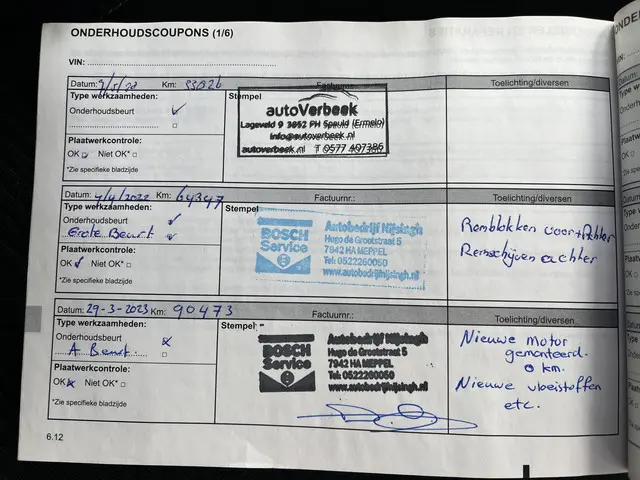 ONDERHOUDSCOUPONS (1/6)
ONDERHOUD
VIN:
Datum: 9/5/20 Km: 53026 Factuurnr.: Toelichting/diversen
Type werkzaamheden: Stempel
Onderhoudsbeurt
autoVerbeek
Lageveld 9 3852 PH Speuld (Ermelo)
info@autoverbeek.nl
autoverbeek.nl T 0577 407386
Plaatwerkcontrole:
OK Niet OK*
*Zie specifieke bladzijde
Datum: 4/4/2022 Km: 64347 Factuurnr.: Toelichting/diversen
Type werkzaamheden: Stempel
Onderhoudsbeurt
Grote Beurt
BOSCH
Service
Autobedrijf Nijsingh
Hugo de Grootstraat 5
7942 HA MEPPEL
Tel: 0522260050
www.autobedrijfnijsingh.nl
Remblokken voor+Achter
Remschijven achter
Plaatwerkcontrole:
OK Niet OK*
*Zie specifieke bladzijde
Datum: 29-3-2023 Km: 90473 Factuurnr.: Toelichting/diversen
Type werkzaamheden: Stempel:
Onderhoudsbeurt
A Beurt
BOSCH
Service
Autobedrijf Nijsingh
Hugo de Grootstraat 5
7942 HA MEPPEL
Tel: 0522260050
www.autobedrijfnijsingh.nl
Nieuwe motor
gemonteerd.
0 km.
Nieuwe vloeistoffen
etc.
Plaatwerkcontrole:
OK Niet OK*
*Zie specifieke bladzijde
6.12